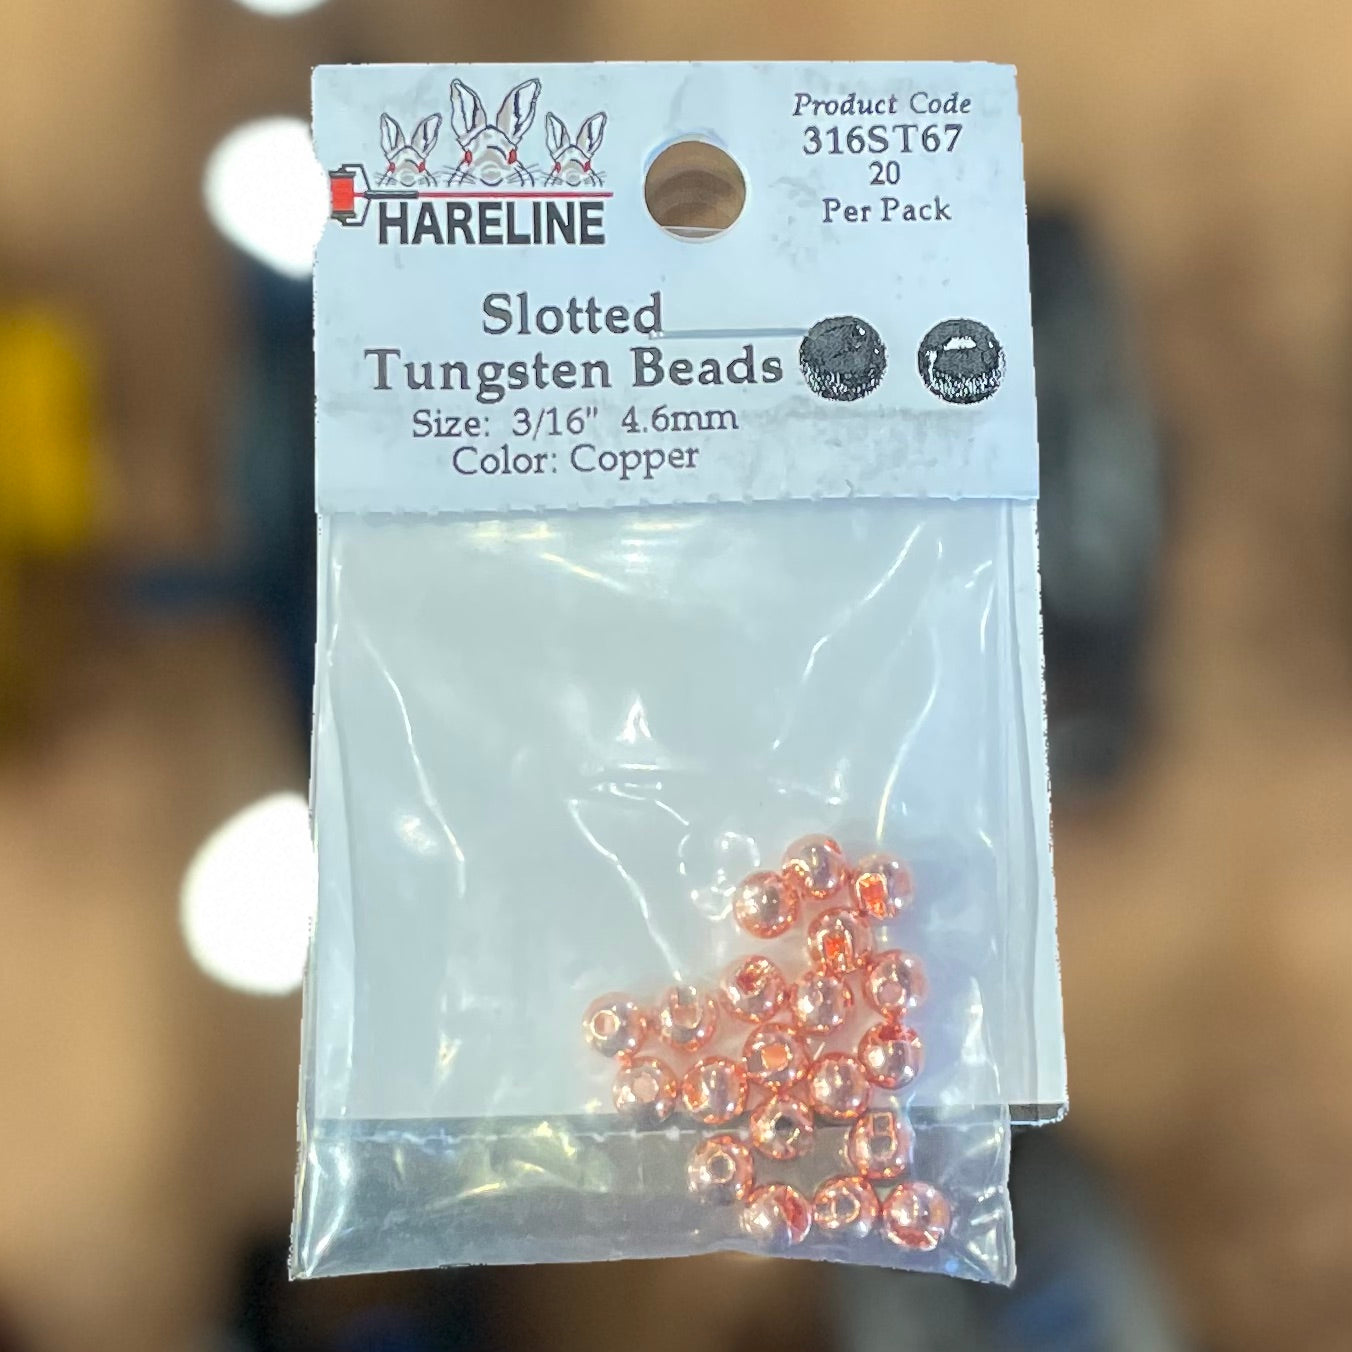 HARELINE
Product Code
316ST67
20
Per Pack
Slotted
Tungsten Beads
Size: 3/16" 4.6mm
Color: Copper